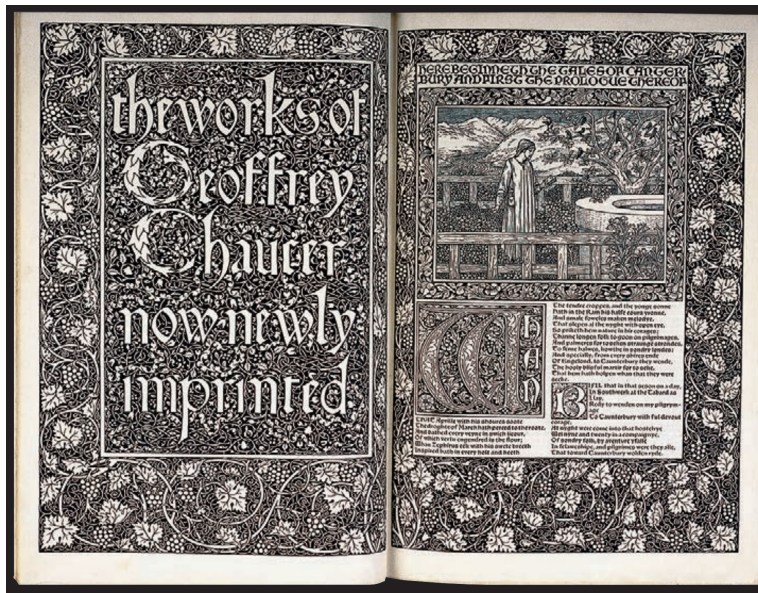 the works of
Geoffrey
Chaucer
now newly
imprinted
HERE BEGINNETH THE TALES OF CANTER
BURY AND FIRST THE PROLOGUE THEREOF
WHAN
THAT Aprille with his shoures soote
The droghte of March hath perced to the roote,
And bathed every veyne in swich licour,
Of which vertu engendred is the flour;
Whan Zephirus eek with his swete breeth
Inspired hath in every holt and heeth
The tendre croppes, and the yonge sonne
Hath in the Ram his halfe cours yronne,
And smale foweles maken melodye,
That slepen al the nyght with open eye,
So priketh hem nature in hir corages;
Thanne longen folk to goon on pilgrimages,
And palmeres for to seken straunge strondes,
To ferne halwes, kowthe in sondry londes;
And specially, from every shires ende
Of Engelond, to Caunterbury they wende,
The hooly blisful martir for to seke,
That hem hath holpen whan that they were
seeke.
BIFIL that in that seson on a day,
In Southwerk at the Tabard as
I lay,
Redy to wenden on my pilgrym-
age
To Caunterbury with ful devout
corage,
At nyght were come into that hostelrye
Wel nyne and twenty in a compaignye,
Of sondry folk, by aventure yfalle
In felaweshipe, and pilgrimes were they alle,
That toward Caunterbury wolden ryde.